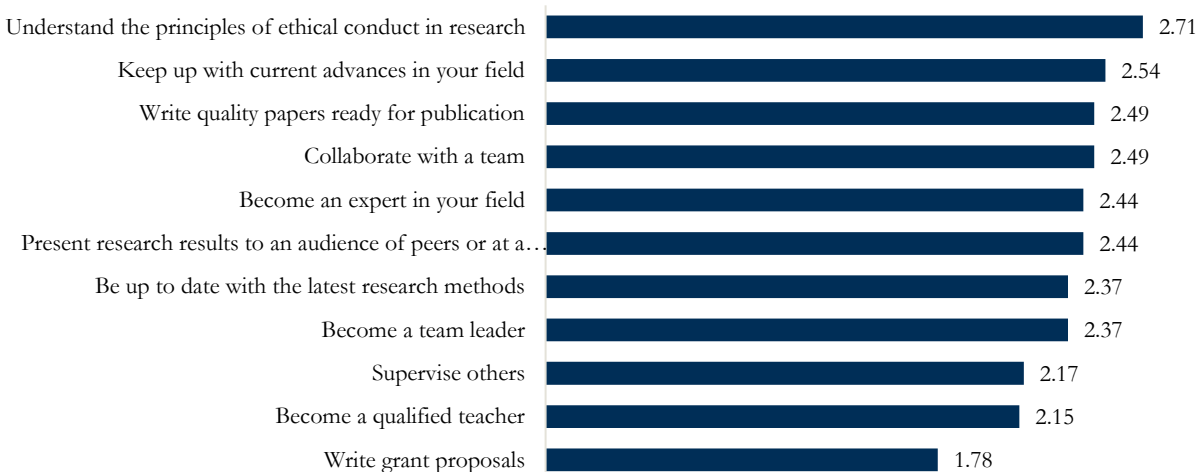 Understand the principles of ethical conduct in research 2.71
Keep up with current advances in your field 2.54
Write quality papers ready for publication 2.49
Collaborate with a team 2.49
Become an expert in your field 2.44
Present research results to an audience of peers or at a… 2.44
Be up to date with the latest research methods 2.37
Become a team leader 2.37
Supervise others 2.17
Become a qualified teacher 2.15
Write grant proposals 1.78